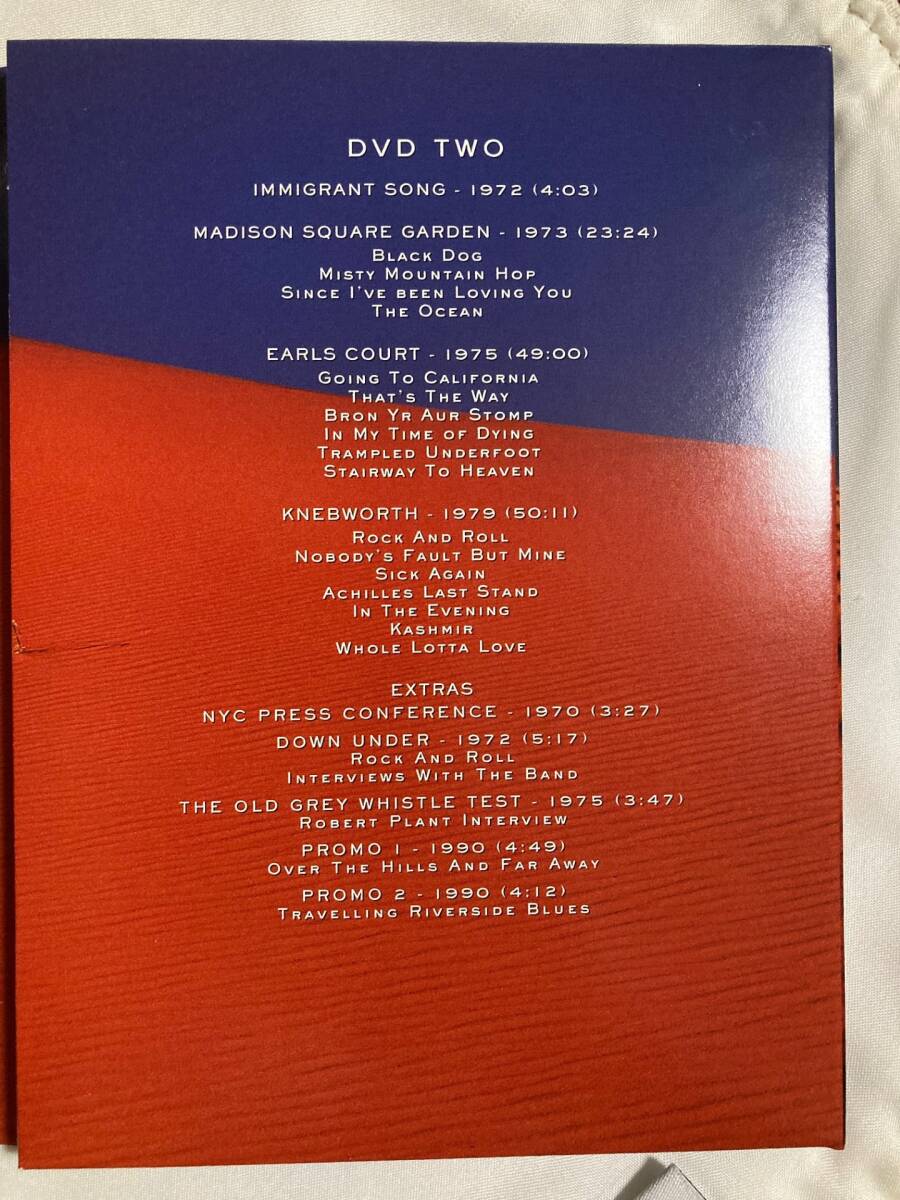 DVD TWO
IMMIGRANT SONG - 1972 (4:03)
MADISON SQUARE GARDEN - 1973 (23:24)
BLACK DOG
MISTY MOUNTAIN HOP
SINCE I'VE BEEN LOVING YOU
THE OCEAN
EARLS COURT - 1975 (49:00)
GOING TO CALIFORNIA
THAT'S THE WAY
BRON YR AUR STOMP
IN MY TIME OF DYING
TRAMPLED UNDERFOOT
STAIRWAY TO HEAVEN
KNEBWORTH - 1979 (50:11)
ROCK AND ROLL
NOBODY'S FAULT BUT MINE
SICK AGAIN
ACHILLES LAST STAND
IN THE EVENING
KASHMIR
WHOLE LOTTA LOVE
EXTRAS
NYC PRESS CONFERENCE - 1970 (3:27)
DOWN UNDER - 1972 (5:17)
ROCK AND ROLL
INTERVIEWS WITH THE BAND
THE OLD GREY WHISTLE TEST - 1975 (3:47)
ROBERT PLANT INTERVIEW
PROMO 1 - 1990 (4:49)
OVER THE HILLS AND FAR AWAY
PROMO 2 - 1990 (4:12)
TRAVELLING RIVERSIDE BLUES